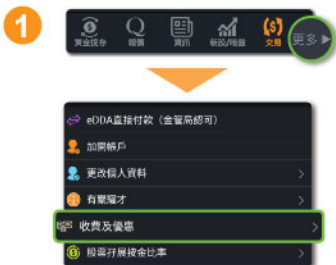 1
資金提存 報價 資訊 新股/暗盤 交易 更多
eDDA直接付款（金管局認可）
加開帳戶
更改個人資料
有賞羅才
收費及優惠
股票孖展按金比率